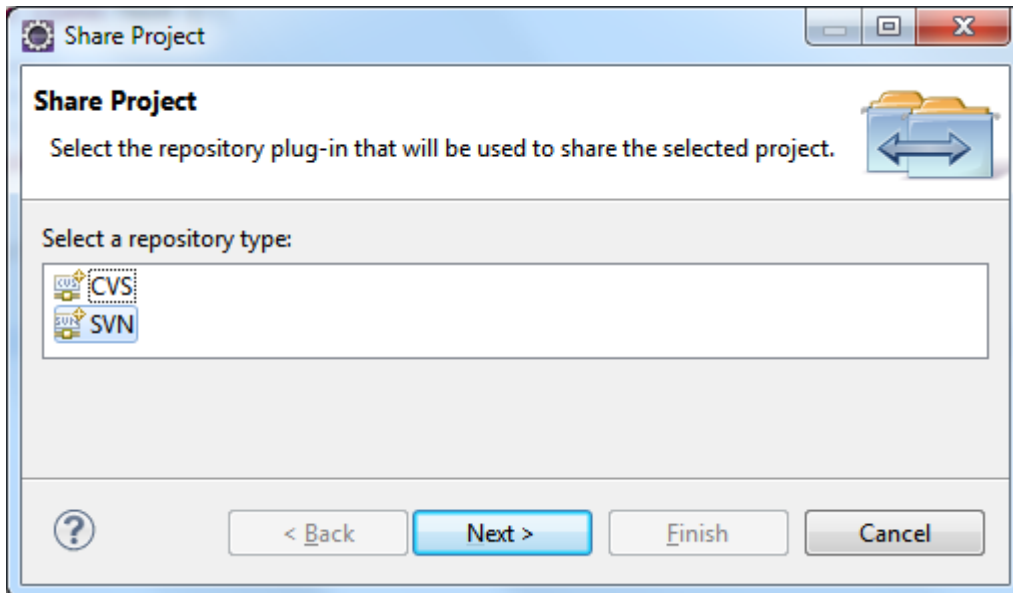 Share Project
Share Project
Select the repository plug-in that will be used to share the selected project.
Select a repository type:
CVS
SVN
? < Back Next > Finish Cancel